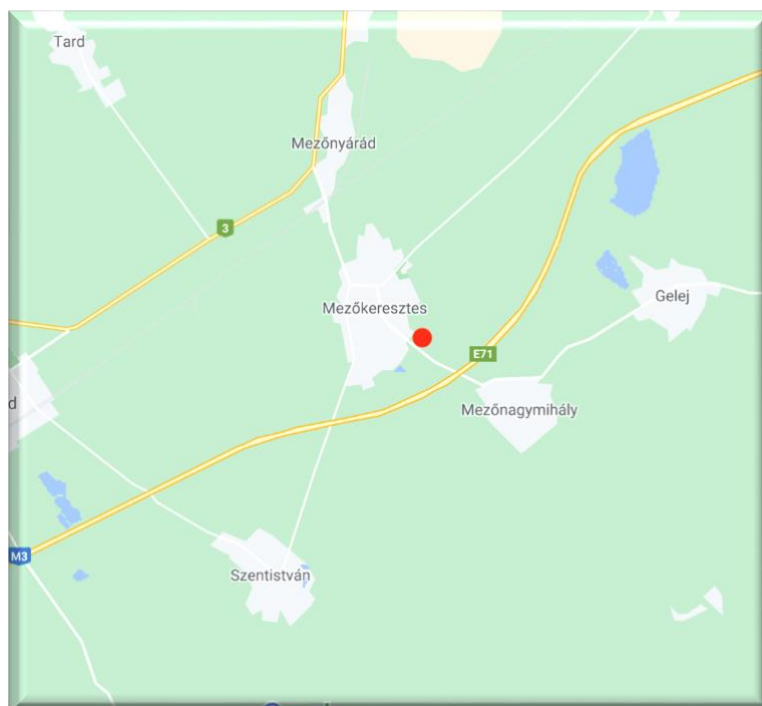 Tard
Mezőnyárád
3
Mezőkeresztes
Gelej
E71
d
Mezőnagymihály
M3
Szentistván